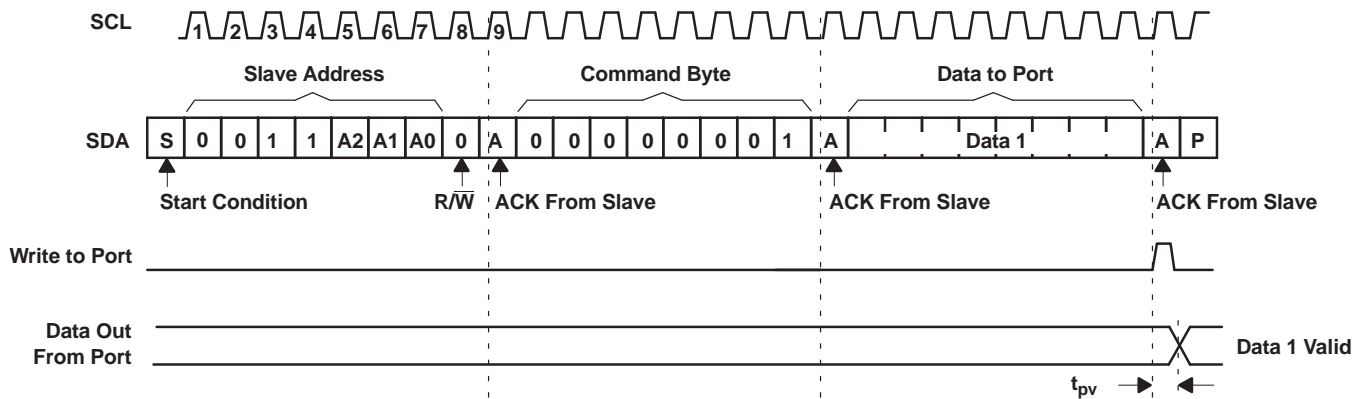 SCL 1 2 3 4 5 6 7 8 9
Slave Address Command Byte Data to Port
SDA S 0 0 1 1 A2 A1 A0 0 A 0 0 0 0 0 0 0 1 A Data 1 A P
Start Condition R/W̅ ACK From Slave ACK From Slave ACK From Slave
Write to Port
Data Out
From Port
Data 1 Valid
tpv